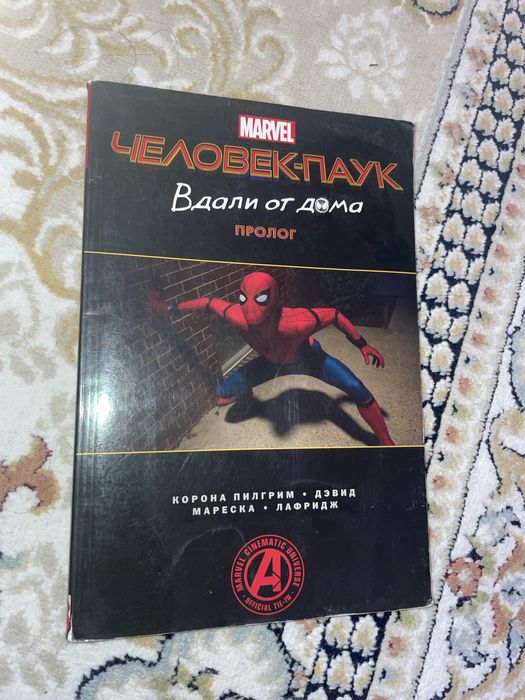 MARVEL
ЧЕЛОВЕК-ПАУК
Вдали от дома
ПРОЛОГ
КОРОНА ПИЛГРИМ • ДЭВИД
МАРЕСКА • ЛАФРИДЖ
MARVEL CINEMATIC UNIVERSE
• OFFICIAL TIE-IN •